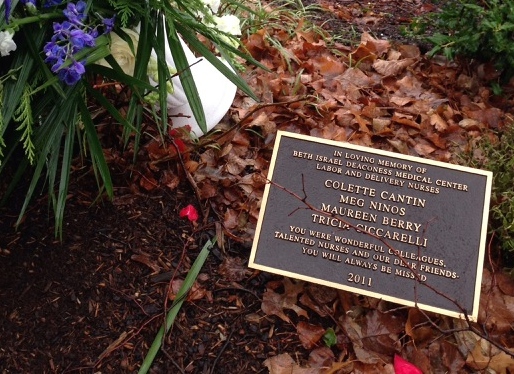 IN LOVING MEMORY OF
BETH ISRAEL DEACONESS MEDICAL CENTER
LABOR AND DELIVERY NURSES
COLETTE CANTIN
MEG NINOS
MAUREEN BERRY
TRICIA CICCARELLI
YOU WERE WONDERFUL COLLEAGUES,
TALENTED NURSES AND OUR DEAR FRIENDS-
YOU WILL ALWAYS BE MISSED
2011